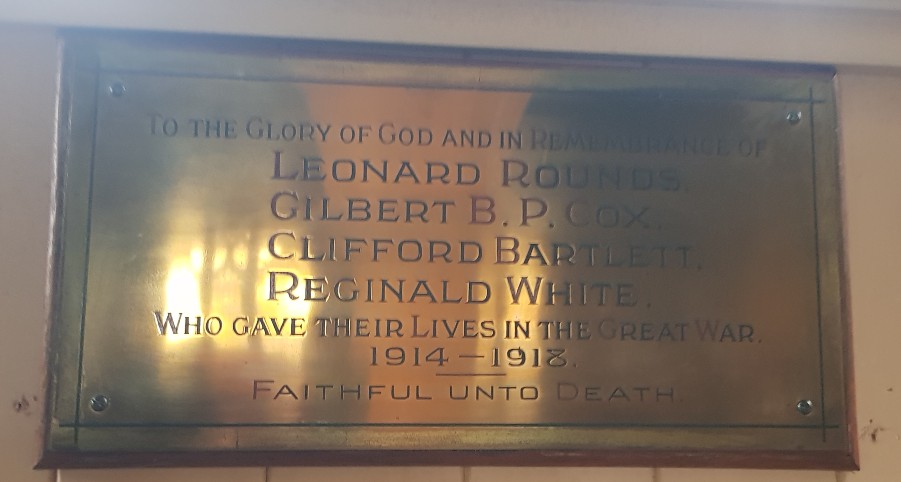 To the Glory of God and in Remembrance of
Leonard Rounds.
Gilbert B. P. Cox.
Clifford Bartlett.
Reginald White.
Who gave their Lives in the Great War.
1914–1918.
Faithful unto Death